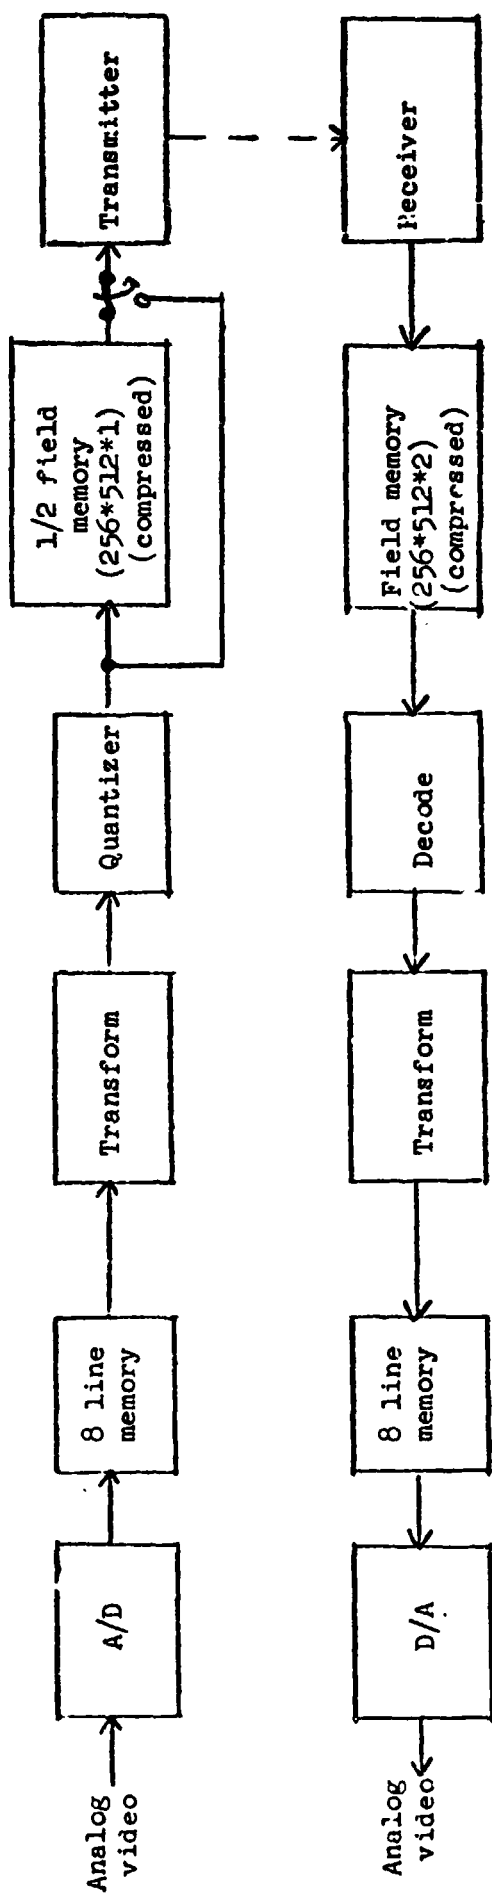 Analog
video
A/D
8 line
memory
Transform
Quantizer
1/2 field
memory
(256*512*1)
(compressed)
Transmitter
Receiver
Field memory
(256*512*2)
(compressed)
Decode
Transform
8 line
memory
D/A
Analog
video